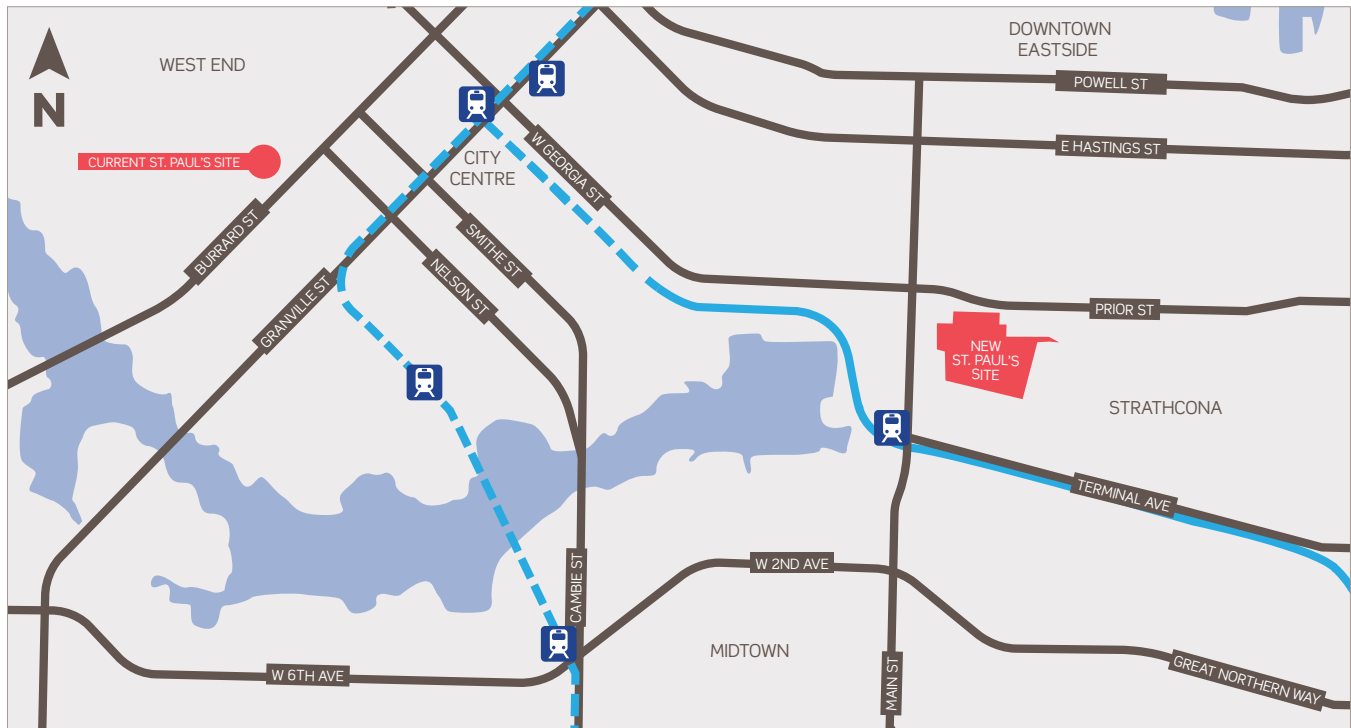 DOWNTOWN
EASTSIDE
WEST END
POWELL ST
N
E HASTINGS ST
CURRENT ST. PAUL'S SITE
CITY
CENTRE
W GEORGIA ST
BURRARD ST
SMITHE ST
NELSON ST
GRANVILLE ST
PRIOR ST
NEW
ST. PAUL'S
SITE
STRATHCONA
TERMINAL AVE
W 2ND AVE
CAMBIE ST
MIDTOWN
W 6TH AVE
MAIN ST
GREAT NORTHERN WAY